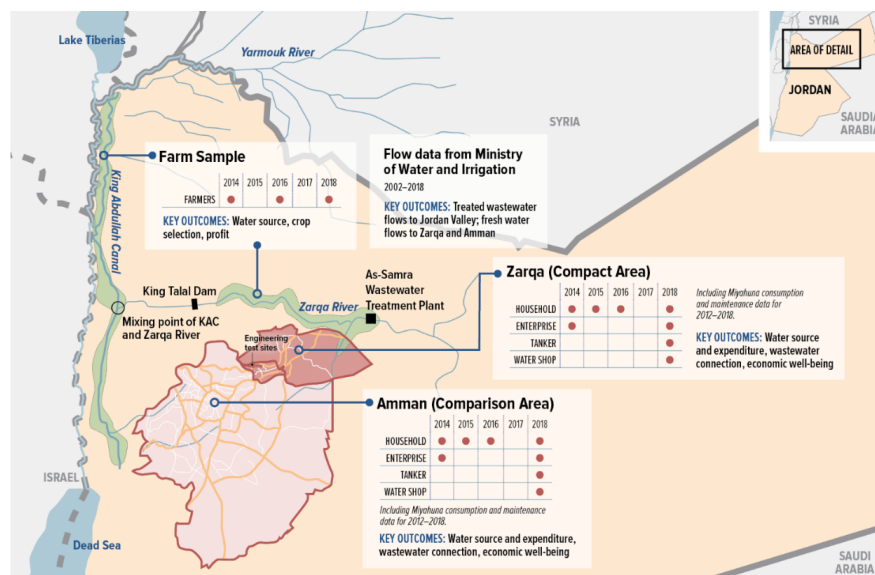 SYRIA
AREA OF DETAIL
JORDAN
SAUDI
ARABIA
Lake Tiberias
Yarmouk River
SYRIA
King Abdullah Canal
Farm Sample
2014 2015 2016 2017 2018
FARMERS
KEY OUTCOMES: Water source, crop
selection, profit
Flow data from Ministry
of Water and Irrigation
2002–2018
KEY OUTCOMES: Treated wastewater
flows to Jordan Valley; fresh water
flows to Zarqa and Amman
King Talal Dam
Zarqa River
As-Samra
Wastewater
Treatment Plant
Mixing point of KAC
and Zarqa River
Engineering
test sites
Zarqa (Compact Area)
2014 2015 2016 2017 2018
HOUSEHOLD
ENTERPRISE
TANKER
WATER SHOP
Including Miyahuna consumption
and maintenance data for
2012–2018.
KEY OUTCOMES: Water source
and expenditure, wastewater
connection, economic well-being
Amman (Comparison Area)
2014 2015 2016 2017 2018
HOUSEHOLD
ENTERPRISE
TANKER
WATER SHOP
Including Miyahuna consumption and maintenance
data for 2012–2018.
KEY OUTCOMES: Water source and expenditure,
wastewater connection, economic well-being
ISRAEL
Dead Sea
SAUDI
ARABIA